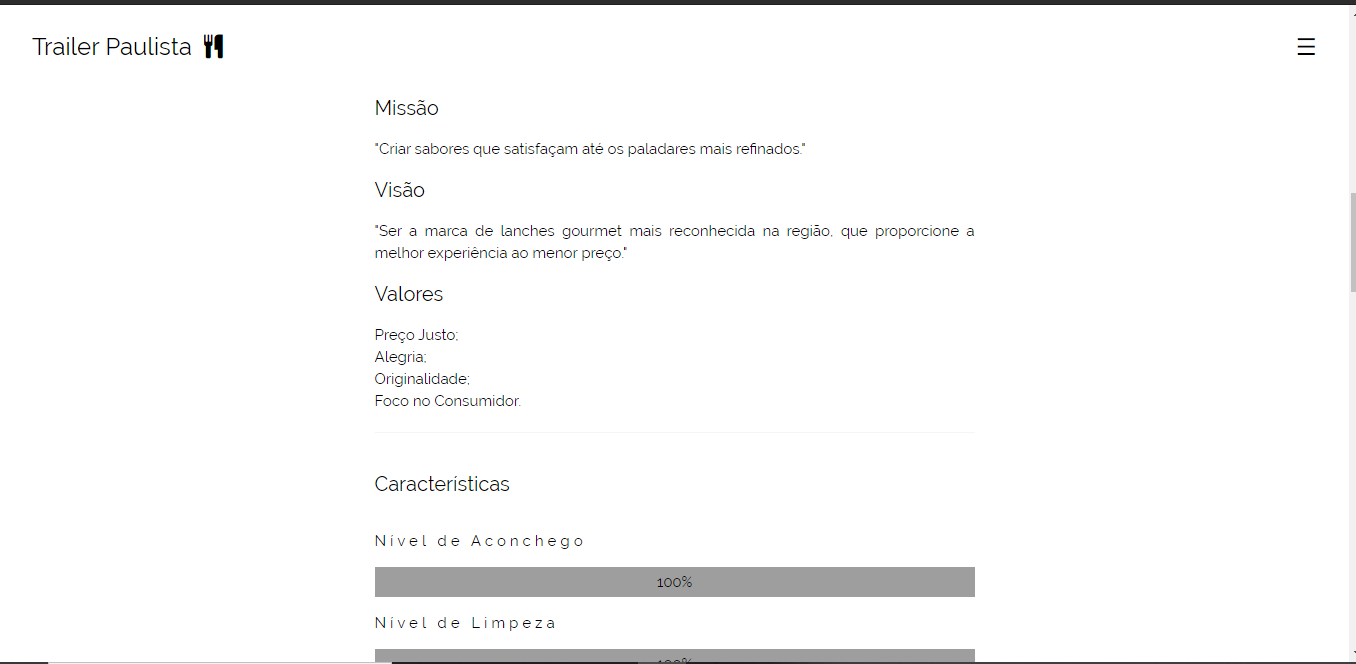 Trailer Paulista
Missão
"Criar sabores que satisfaçam até os paladares mais refinados."
Visão
"Ser a marca de lanches gourmet mais reconhecida na região, que proporcione a
melhor experiência ao menor preço."
Valores
Preço Justo;
Alegria;
Originalidade;
Foco no Consumidor.
Características
Nível de Aconchego
100%
Nível de Limpeza
100%